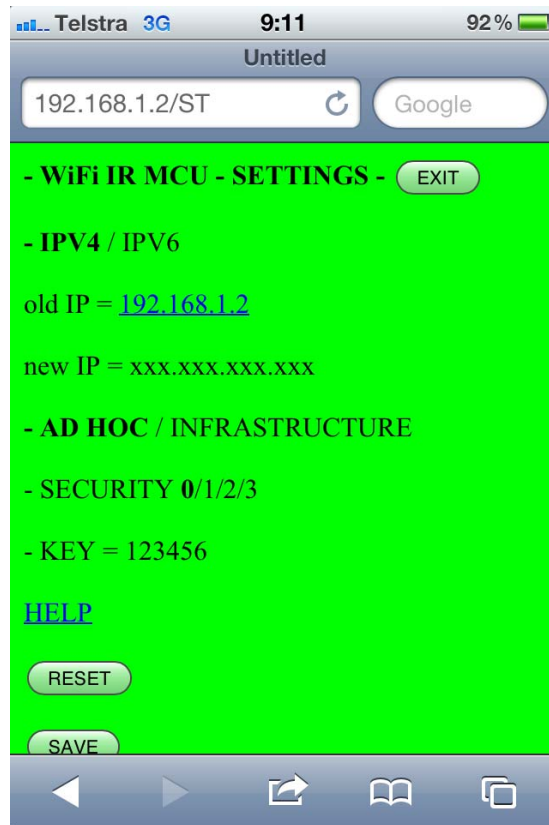 Telstra 3G 9:11 92%
Untitled
192.168.1.2/ST Google
- WiFi IR MCU - SETTINGS - EXIT
- IPV4 / IPV6
old IP = 192.168.1.2
new IP = xxx.xxx.xxx.xxx
- AD HOC / INFRASTRUCTURE
- SECURITY 0/1/2/3
- KEY = 123456
HELP
RESET
SAVE